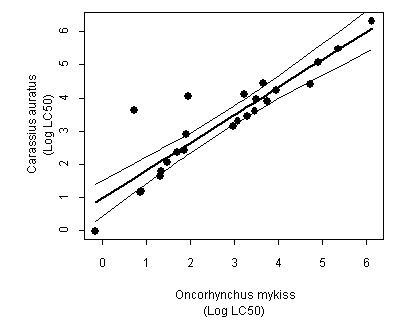 6
5
4
3
2
1
0
Carassius auratus
(Log LC50)
0 1 2 3 4 5 6
Oncorhynchus mykiss
(Log LC50)